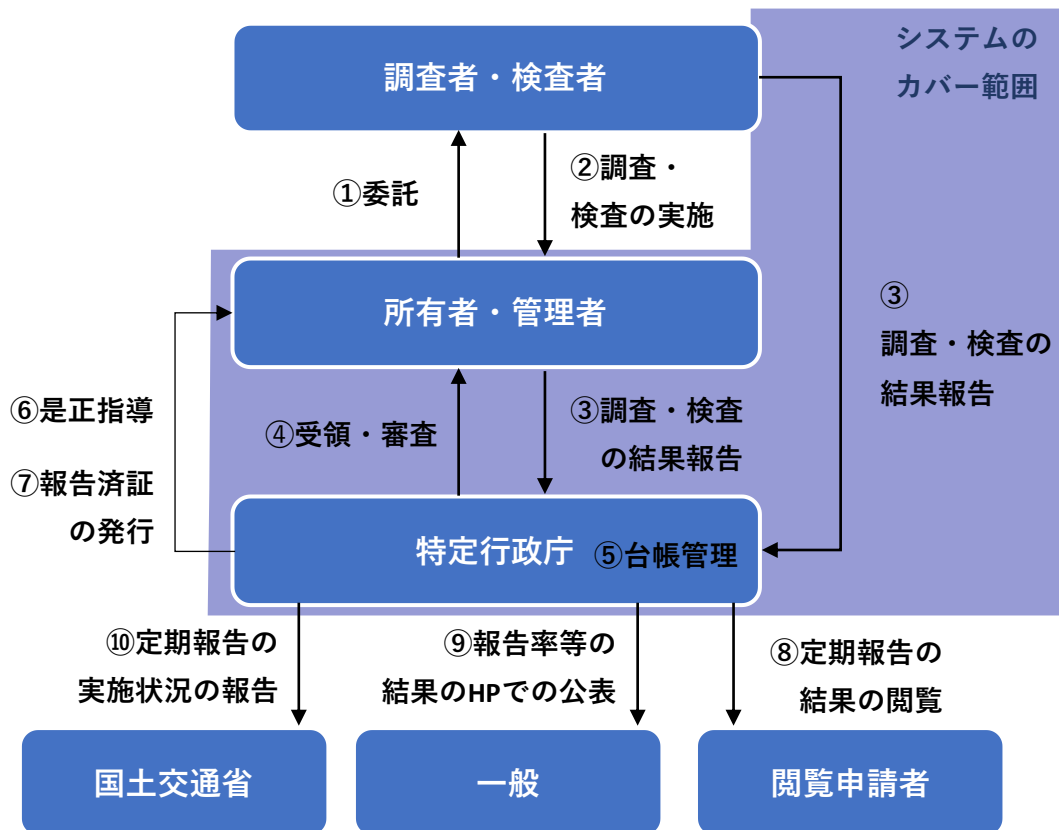 システムの
カバー範囲
調査者・検査者
①委託
②調査・
検査の実施
所有者・管理者
③
調査・検査の
結果報告
⑥是正指導
⑦報告済証
の発行
④受領・審査
③調査・検査
の結果報告
特定行政庁
⑤台帳管理
⑩定期報告の
実施状況の報告
⑨報告率等の
結果のHPでの公表
⑧定期報告の
結果の閲覧
国土交通省
一般
閲覧申請者